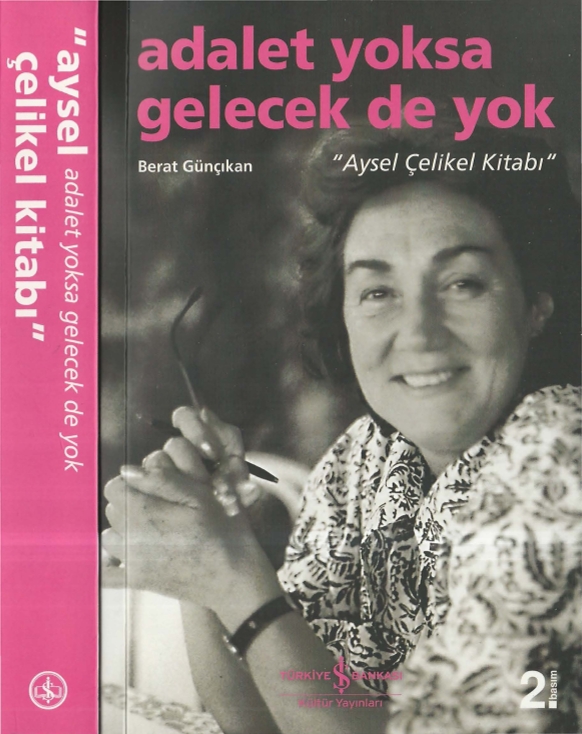 adalet yoksa
gelecek de yok
Berat Günçıkan
“Aysel Çelikel Kitabı“
“aysel
çelikel kitabı”
adalet yoksa gelecek de yok
TÜRKİYE İŞ BANKASI
Kültür Yayınları
2.
basım